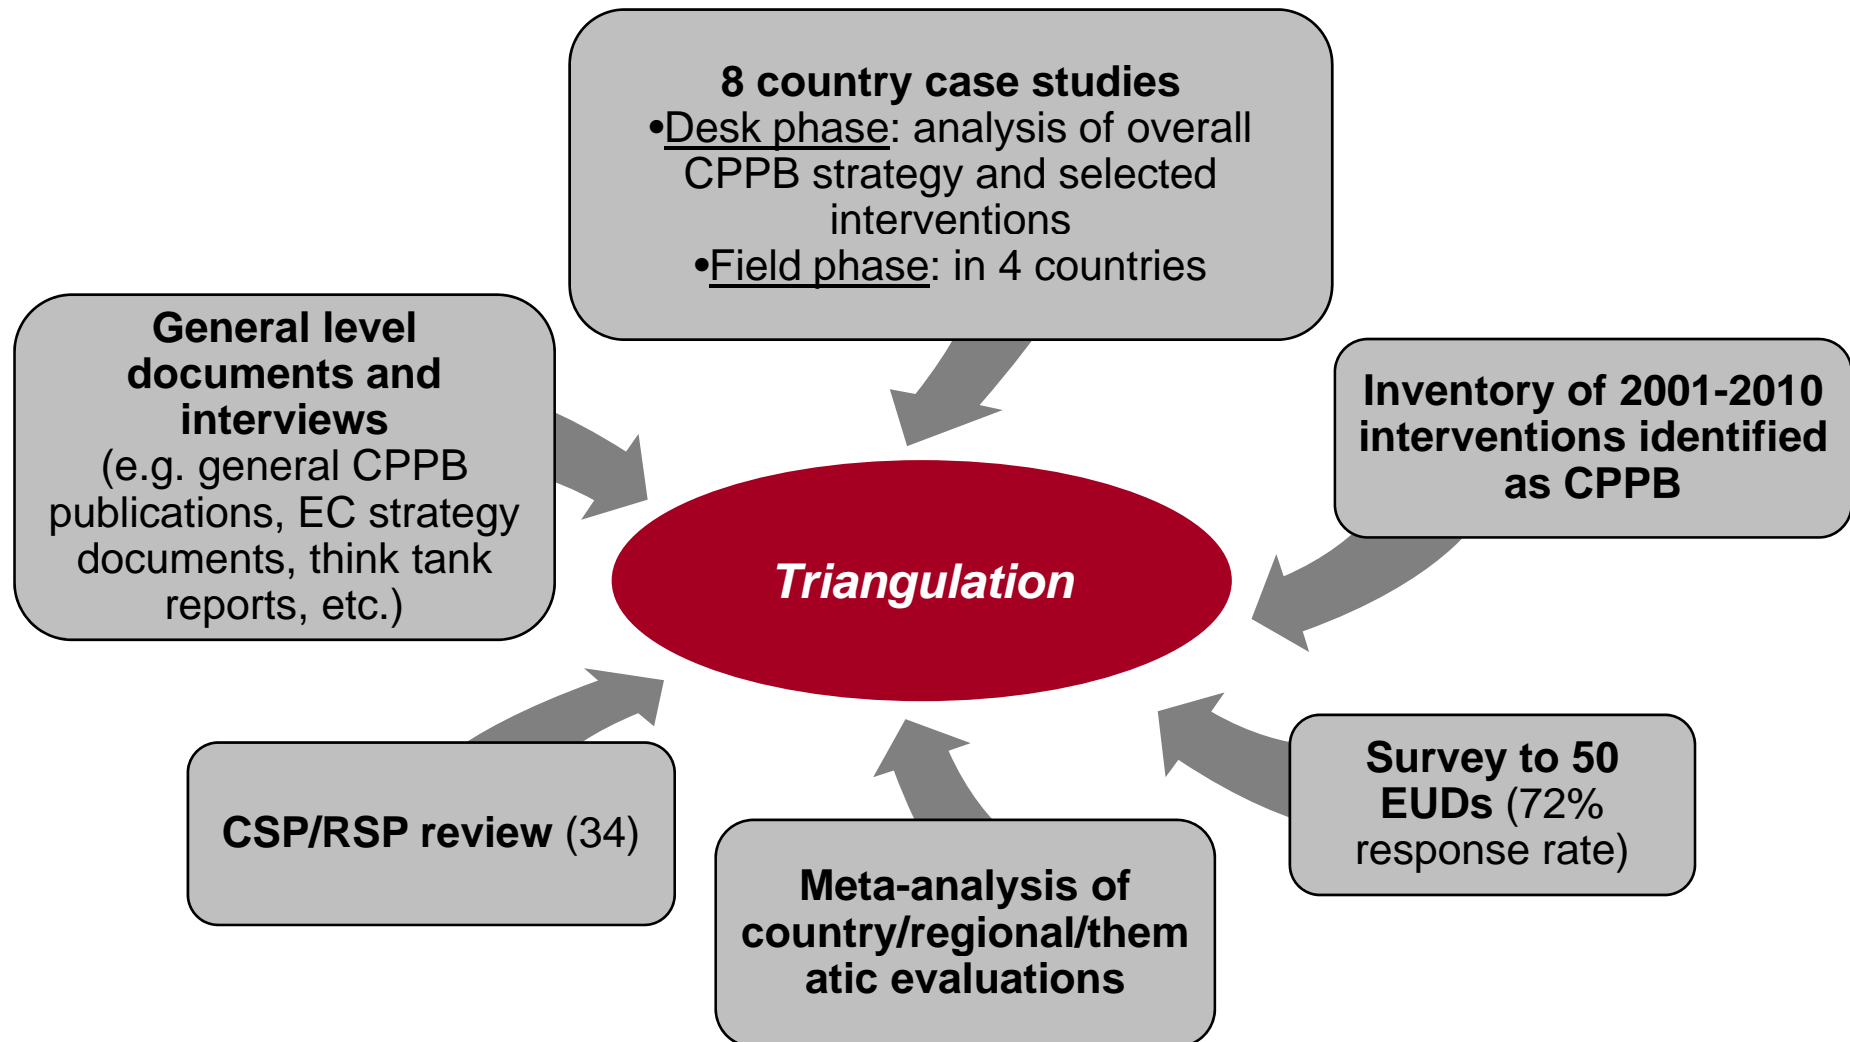 8 country case studies
•Desk phase: analysis of overall
CPPB strategy and selected
interventions
•Field phase: in 4 countries
General level
documents and
interviews
(e.g. general CPPB
publications, EC strategy
documents, think tank
reports, etc.)
Inventory of 2001-2010
interventions identified
as CPPB
Triangulation
CSP/RSP review (34)
Meta-analysis of
country/regional/them
atic evaluations
Survey to 50
EUDs (72%
response rate)